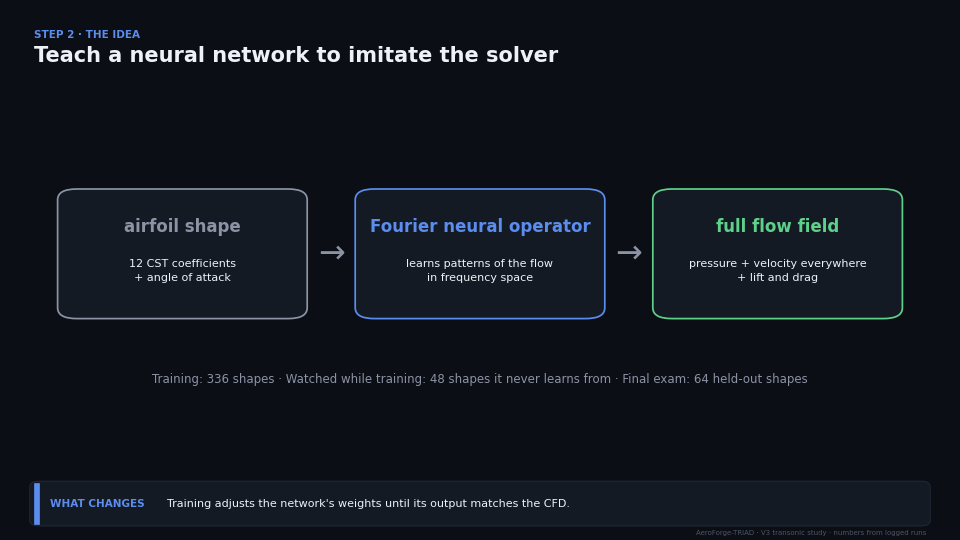 STEP 2 · THE IDEA
Teach a neural network to imitate the solver
airfoil shape
12 CST coefficients
+ angle of attack
→
Fourier neural operator
learns patterns of the flow
in frequency space
→
full flow field
pressure + velocity everywhere
+ lift and drag
Training: 336 shapes · Watched while training: 48 shapes it never learns from · Final exam: 64 held-out shapes
WHAT CHANGES Training adjusts the network's weights until its output matches the CFD.
AeroForge-TRIAD · V3 transonic study · numbers from logged runs